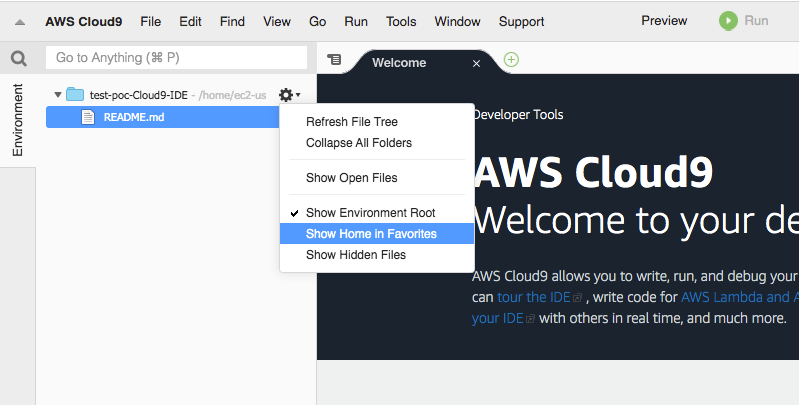 AWS Cloud9 File Edit Find View Go Run Tools Window Support Preview Run
Go to Anything (⌘ P)
Welcome
Environment
test-poc-Cloud9-IDE - /home/ec2-us
README.md
Refresh File Tree
Collapse All Folders
Show Open Files
Show Environment Root
Show Home in Favorites
Show Hidden Files
Developer Tools
AWS Cloud9
Welcome to your de
AWS Cloud9 allows you to write, run, and debug your
can tour the IDE , write code for AWS Lambda and A
your IDE with others in real time, and much more.